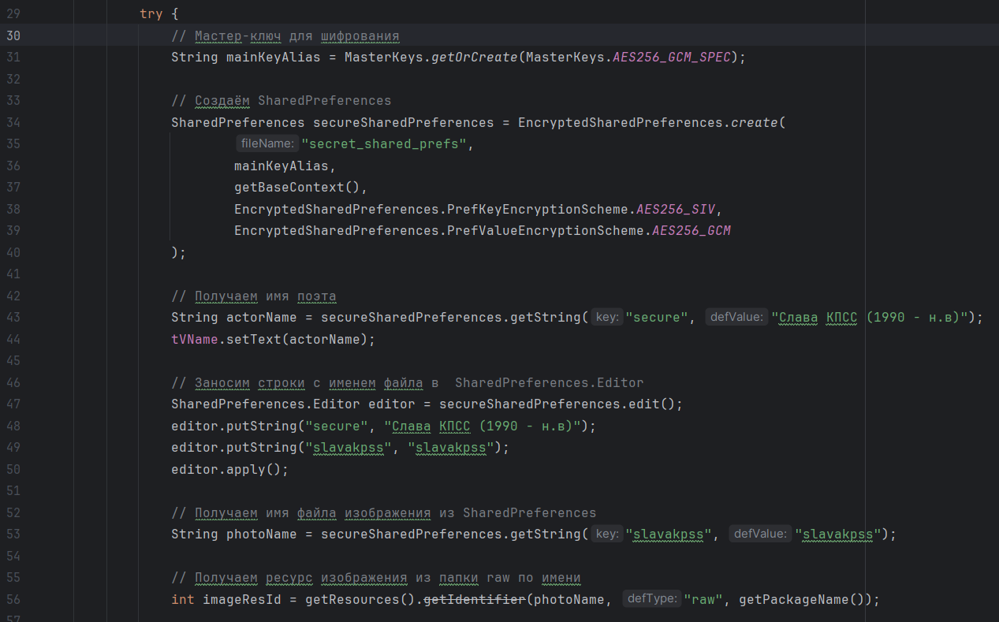 29 try {
30 // Мастер-ключ для шифрования
31 String mainKeyAlias = MasterKeys.getOrCreate(MasterKeys.AES256_GCM_SPEC);
32
33 // Создаём SharedPreferences
34 SharedPreferences secureSharedPreferences = EncryptedSharedPreferences.create(
35 fileName: "secret_shared_prefs",
36 mainKeyAlias,
37 getBaseContext(),
38 EncryptedSharedPreferences.PrefKeyEncryptionScheme.AES256_SIV,
39 EncryptedSharedPreferences.PrefValueEncryptionScheme.AES256_GCM
40 );
41
42 // Получаем имя поэта
43 String actorName = secureSharedPreferences.getString( key: "secure", defValue: "Слава КПСС (1990 - н.в)");
44 tVName.setText(actorName);
45
46 // Заносим строки с именем файла в  SharedPreferences.Editor
47 SharedPreferences.Editor editor = secureSharedPreferences.edit();
48 editor.putString("secure", "Слава КПСС (1990 - н.в)");
49 editor.putString("slavakpss", "slavakpss");
50 editor.apply();
51
52 // Получаем имя файла изображения из SharedPreferences
53 String photoName = secureSharedPreferences.getString( key: "slavakpss", defValue: "slavakpss");
54
55 // Получаем ресурс изображения из папки raw по имени
56 int imageResId = getResources().getIdentifier(photoName, defType: "raw", getPackageName());
57